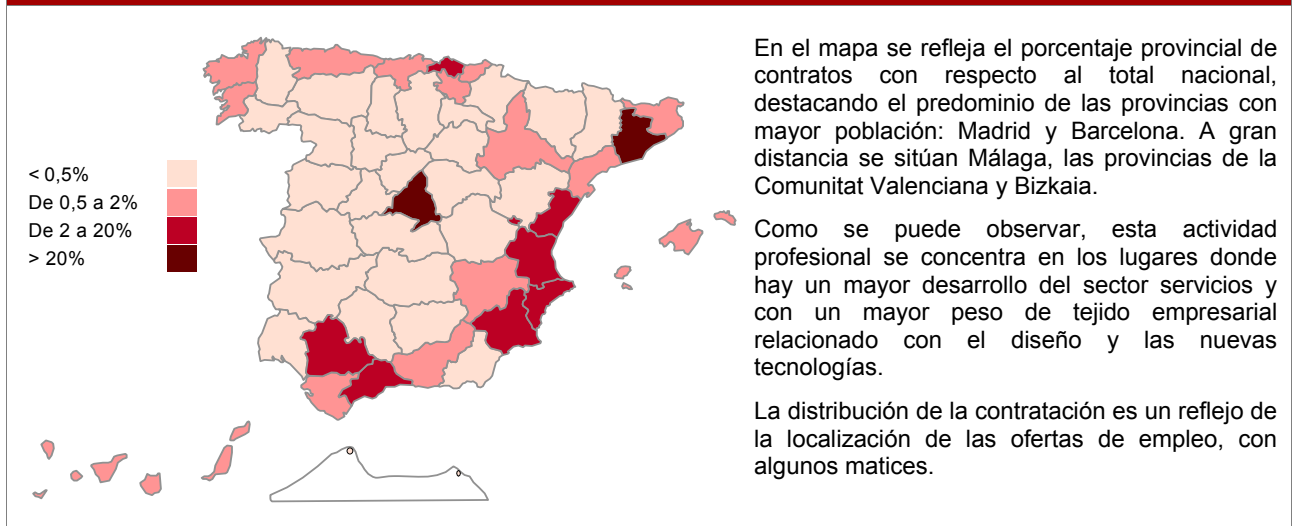 < 0,5%
De 0,5 a 2%
De 2 a 20%
> 20%
En el mapa se refleja el porcentaje provincial de
contratos con respecto al total nacional,
destacando el predominio de las provincias con
mayor población: Madrid y Barcelona. A gran
distancia se sitúan Málaga, las provincias de la
Comunitat Valenciana y Bizkaia.
Como se puede observar, esta actividad
profesional se concentra en los lugares donde
hay un mayor desarrollo del sector servicios y
con un mayor peso de tejido empresarial
relacionado con el diseño y las nuevas
tecnologías.
La distribución de la contratación es un reflejo de
la localización de las ofertas de empleo, con
algunos matices.